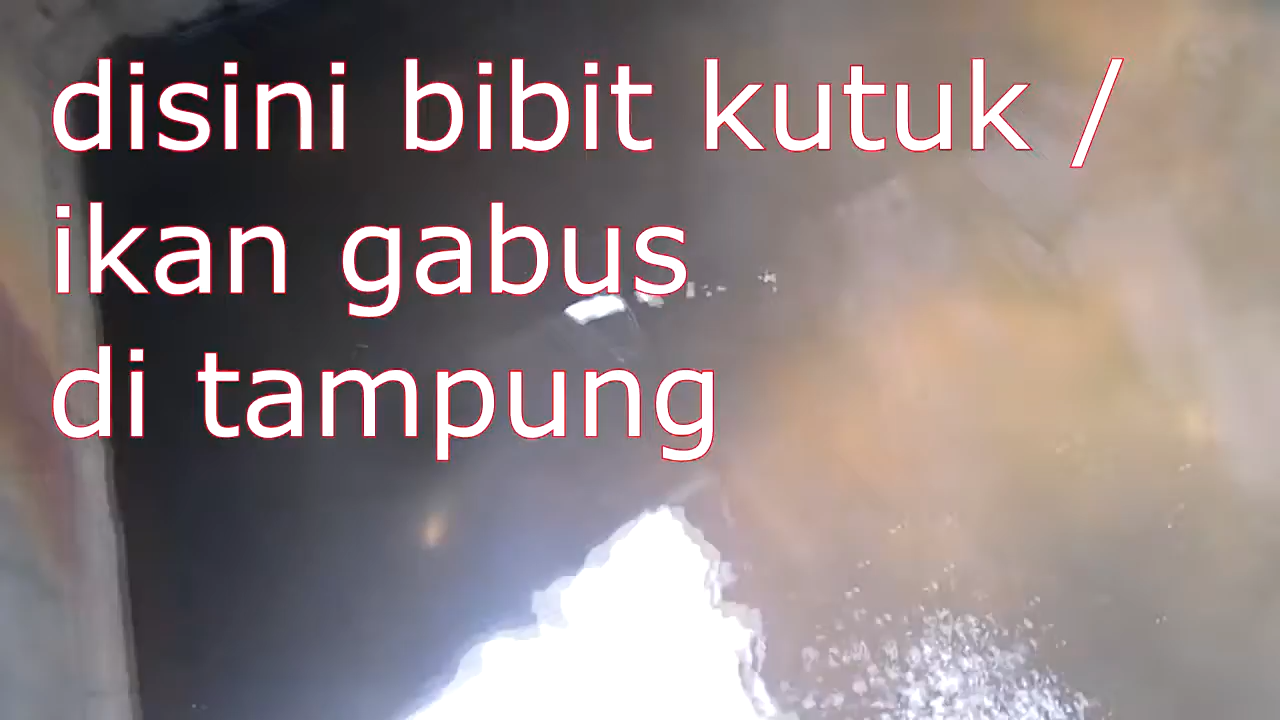 disini bibit kutuk /
ikan gabus
di tampung